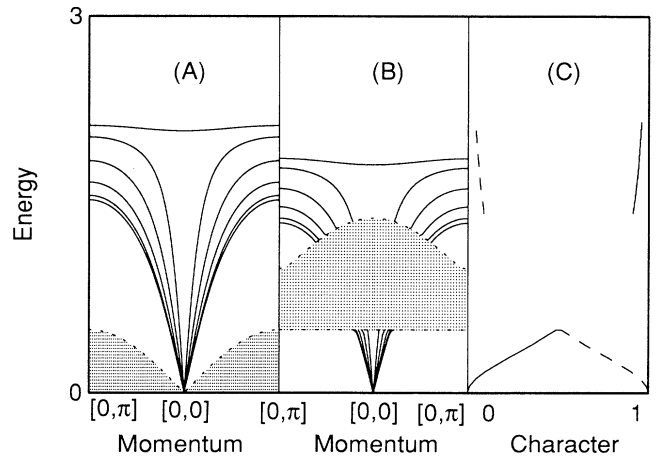 3
(A) (B) (C)
Energy
0
[0,π] [0,0] [0,π] [0,0] [0,π] 0 1
Momentum Momentum Character